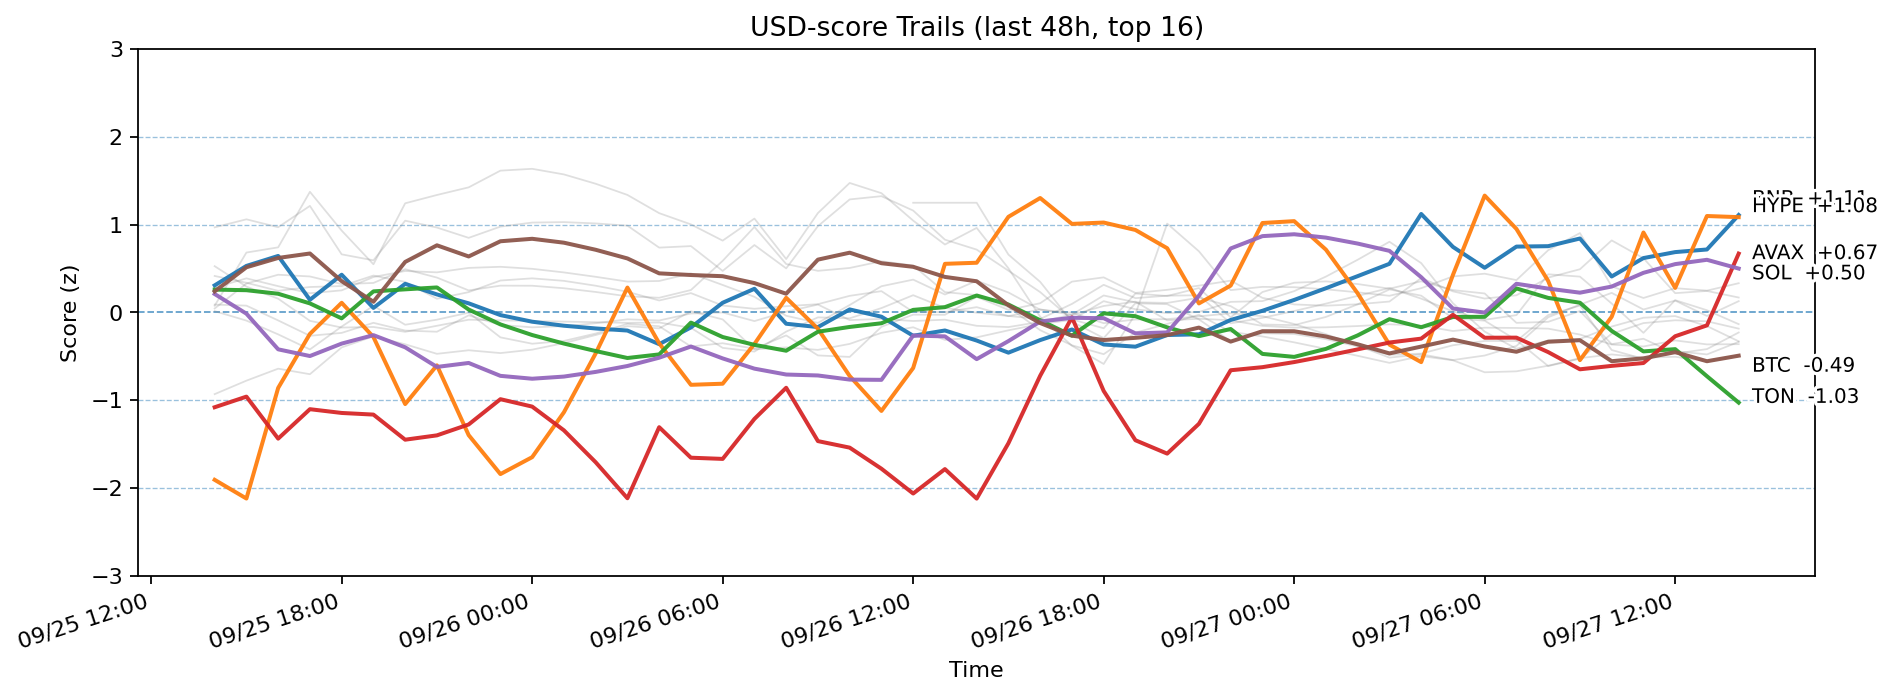 USD-score Trails (last 48h, top 16)
Score (z)
3
2
1
0
−1
−2
−3
BNB +1.11
HYPE +1.08
AVAX +0.67
SOL +0.50
BTC -0.49
TON -1.03
09/25 12:00
09/25 18:00
09/26 00:00
09/26 06:00
09/26 12:00
09/26 18:00
09/27 00:00
09/27 06:00
09/27 12:00
Time